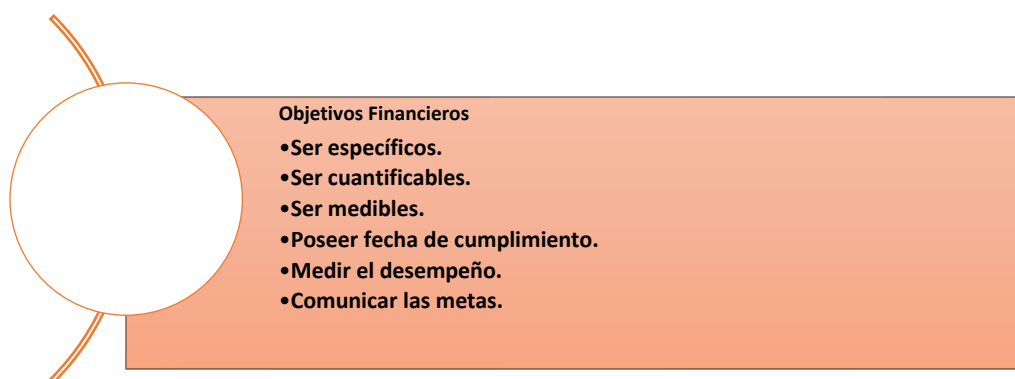 Objetivos Financieros
•Ser específicos.
•Ser cuantificables.
•Ser medibles.
•Poseer fecha de cumplimiento.
•Medir el desempeño.
•Comunicar las metas.